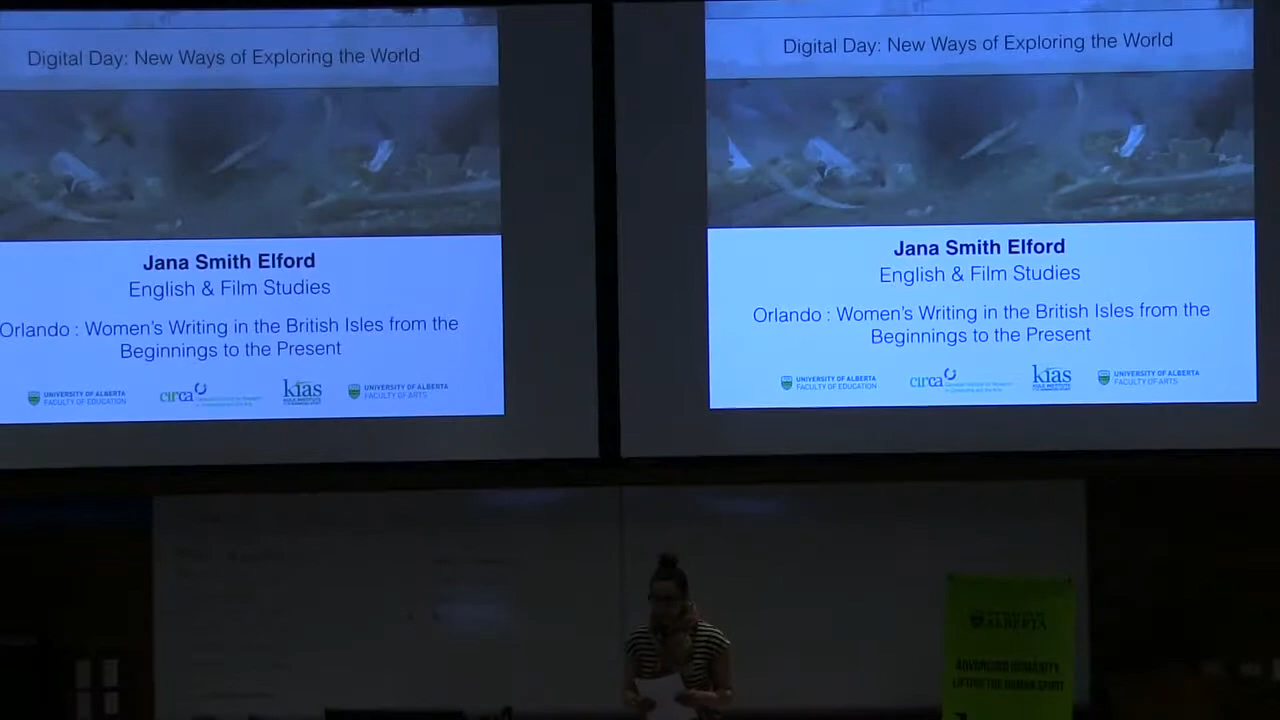 Digital Day: New Ways of Exploring the World
Jana Smith Elford
English & Film Studies
Orlando : Women's Writing in the British Isles from the
Beginnings to the Present
UNIVERSITY OF ALBERTA
FACULTY OF EDUCATION
circa
kias
UNIVERSITY OF ALBERTA
FACULTY OF ARTS
Digital Day: New Ways of Exploring the World
Jana Smith Elford
English & Film Studies
Orlando : Women's Writing in the British Isles from the
Beginnings to the Present
UNIVERSITY OF ALBERTA
FACULTY OF EDUCATION
circa
kias
UNIVERSITY OF ALBERTA
FACULTY OF ARTS
ALBERTA